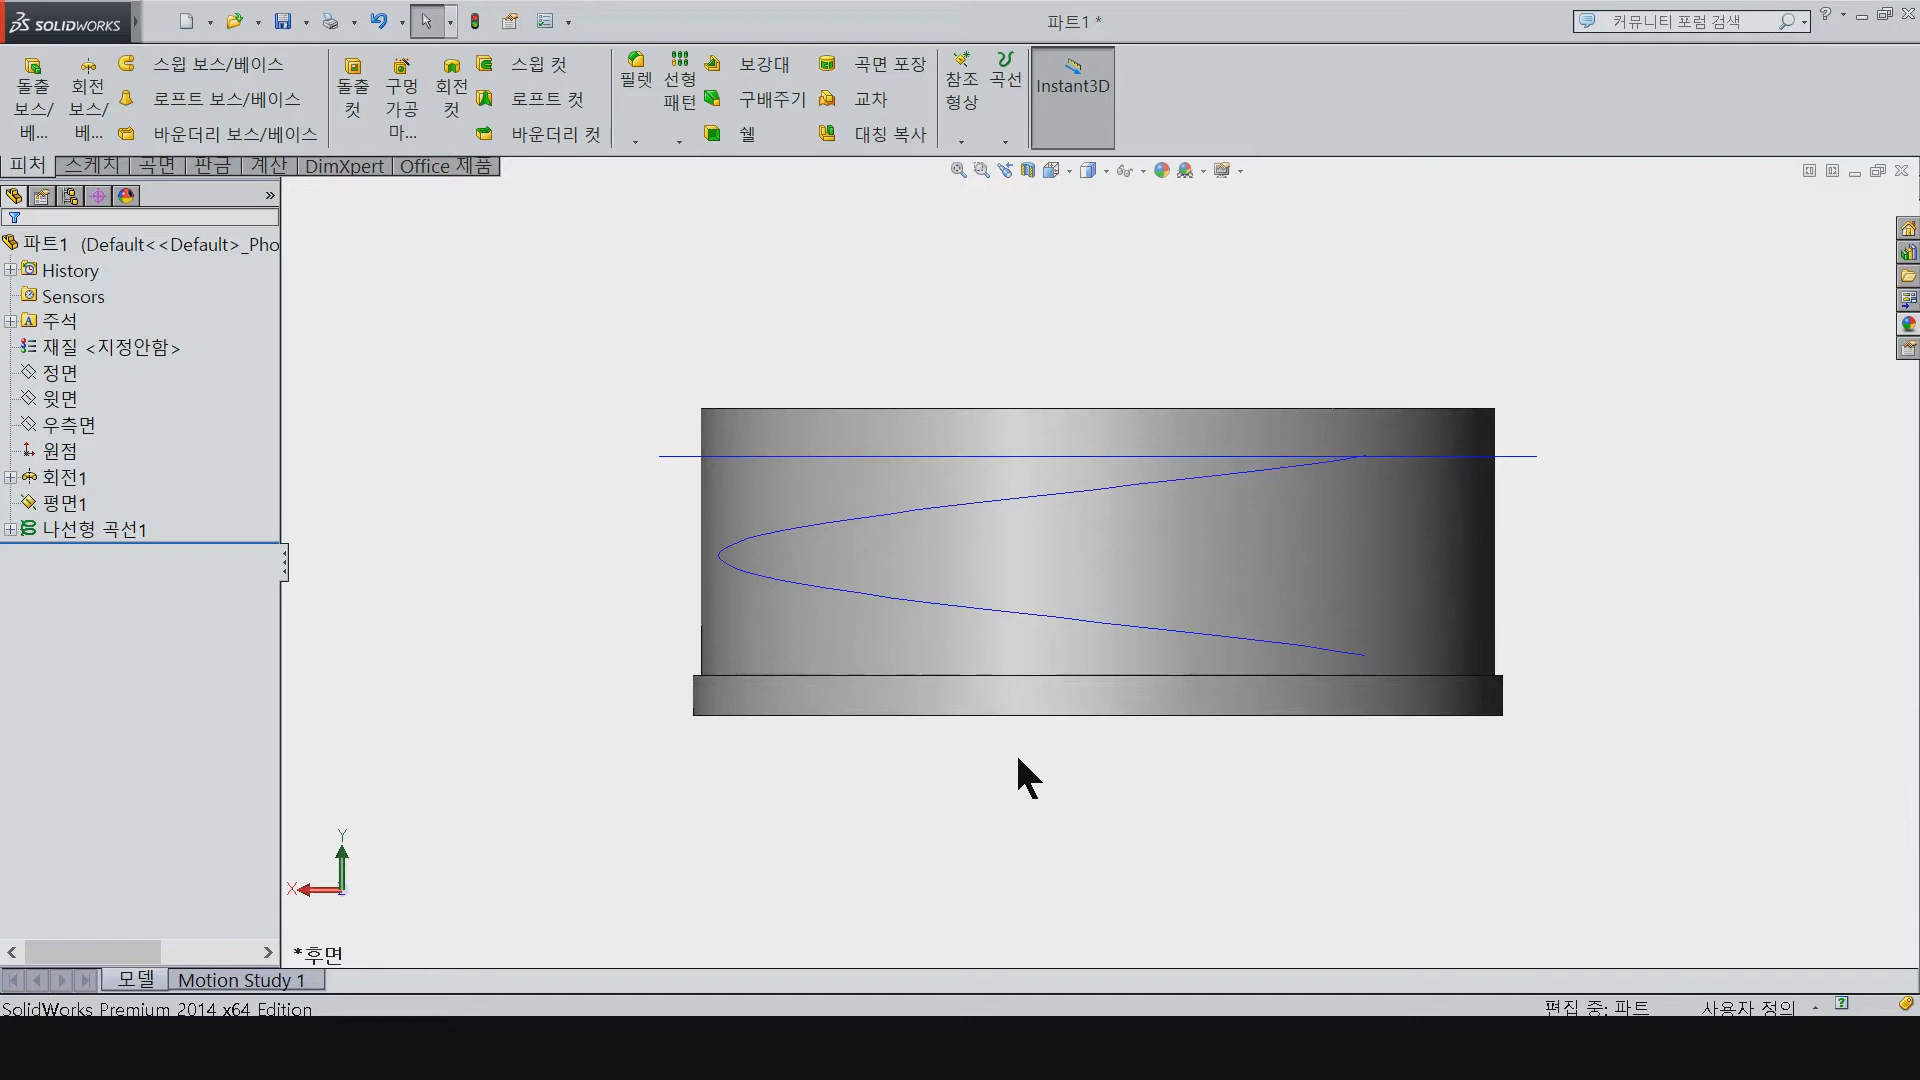 SOLIDWORKS
파트1 *
커뮤니티 포럼 검색
돌출 보스/베...
회전 보스/베...
스윕 보스/베이스
로프트 보스/베이스
바운더리 보스/베이스
돌출 컷
구멍 가공 마...
회전 컷
스윕 컷
로프트 컷
바운더리 컷
필렛
선형 패턴
보강대
구배주기
쉘
곡면 포장
교차
대칭 복사
참조 형상
곡선
Instant3D
피처
스케치
곡면
판금
계산
DimXpert
Office 제품
파트1 (Default<<Default>_Pho
History
Sensors
주석
재질 <지정안함>
정면
윗면
우측면
원점
회전1
평면1
나선형 곡선1
Y
X
*후면
모델
Motion Study 1
SolidWorks Premium 2014 x64 Edition
편집 중: 파트
사용자 정의